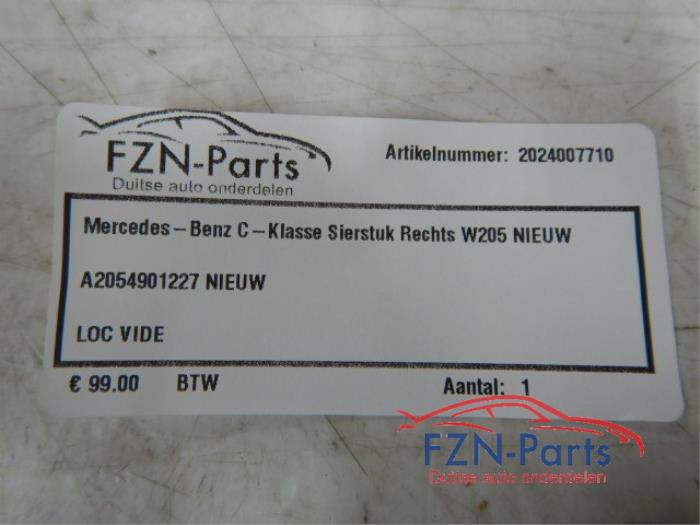 FZN-Parts
Duitse auto onderdelen
Artikelnummer: 2024007710
Mercedes-Benz C-Klasse Sierstuk Rechts W205 NIEUW
A2054901227 NIEUW
LOC VIDE
€ 99.00 BTW Aantal: 1
FZN-Parts
Duitse auto onderdelen